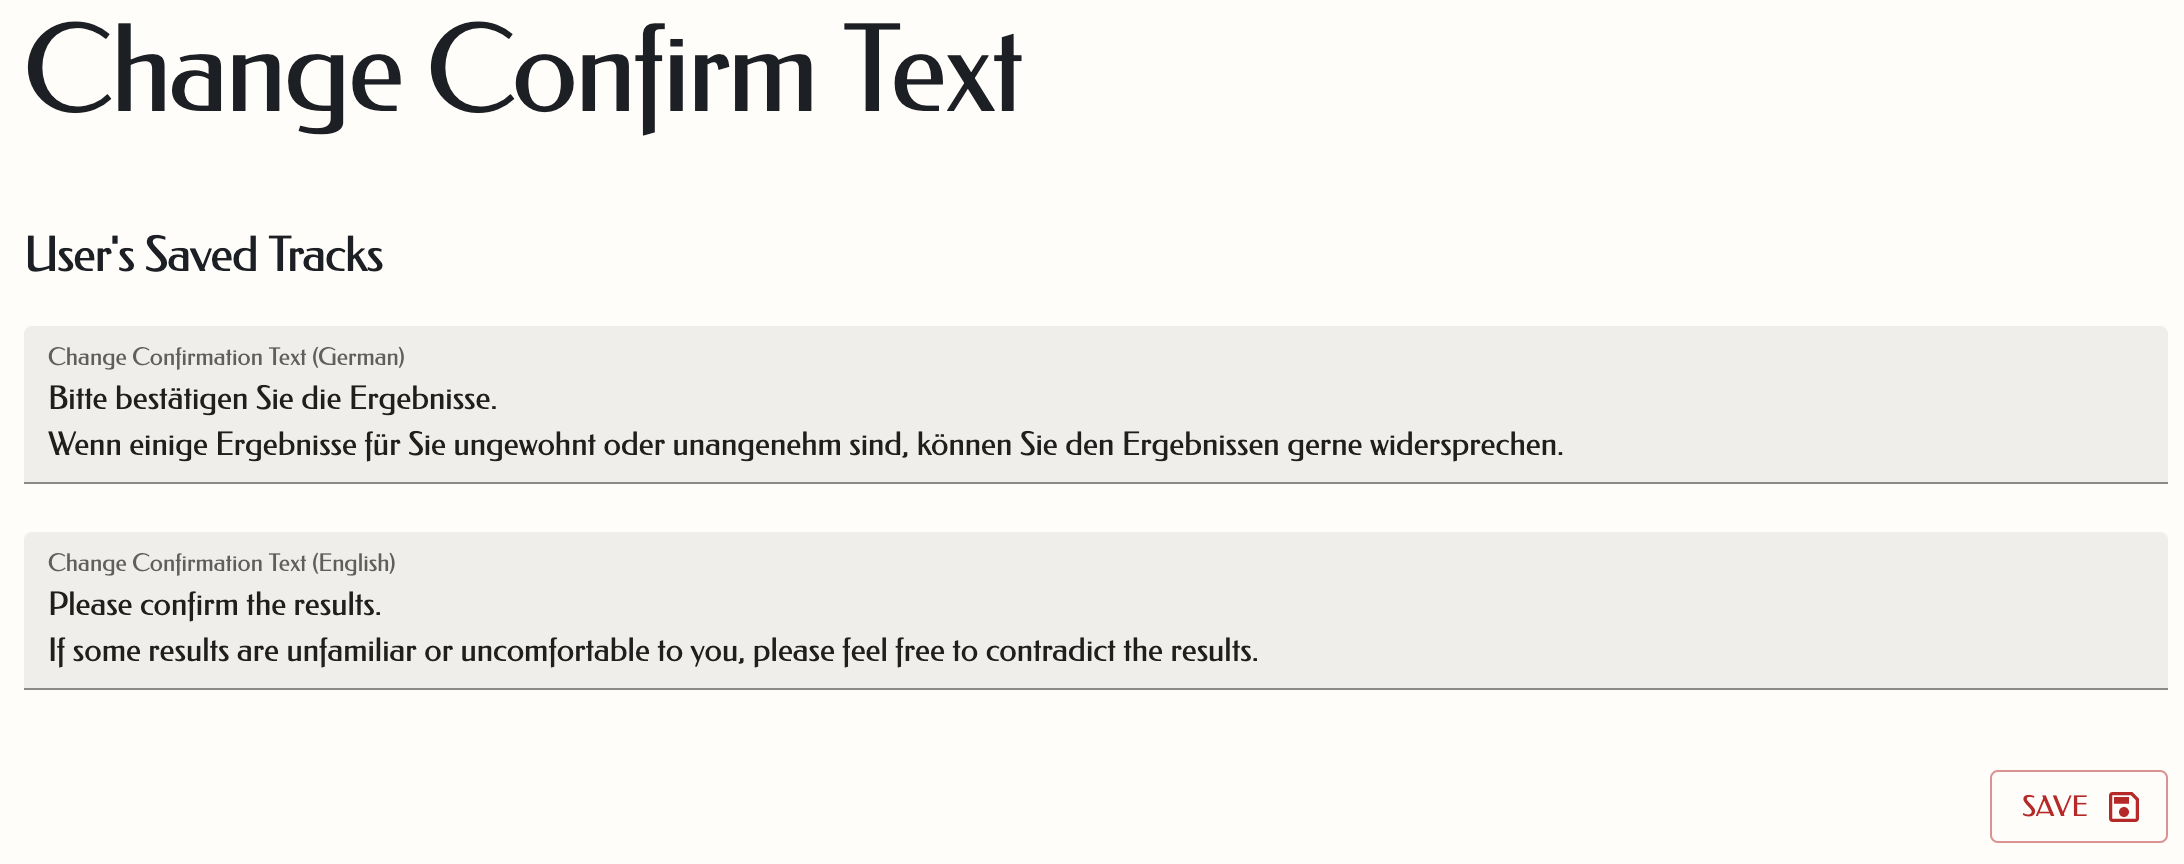 Change Confirm Text
User's Saved Tracks
Change Confirmation Text (German)
Bitte bestätigen Sie die Ergebnisse.
Wenn einige Ergebnisse für Sie ungewohnt oder unangenehm sind, können Sie den Ergebnissen gerne widersprechen.
Change Confirmation Text (English)
Please confirm the results.
If some results are unfamiliar or uncomfortable to you, please feel free to contradict the results.
SAVE